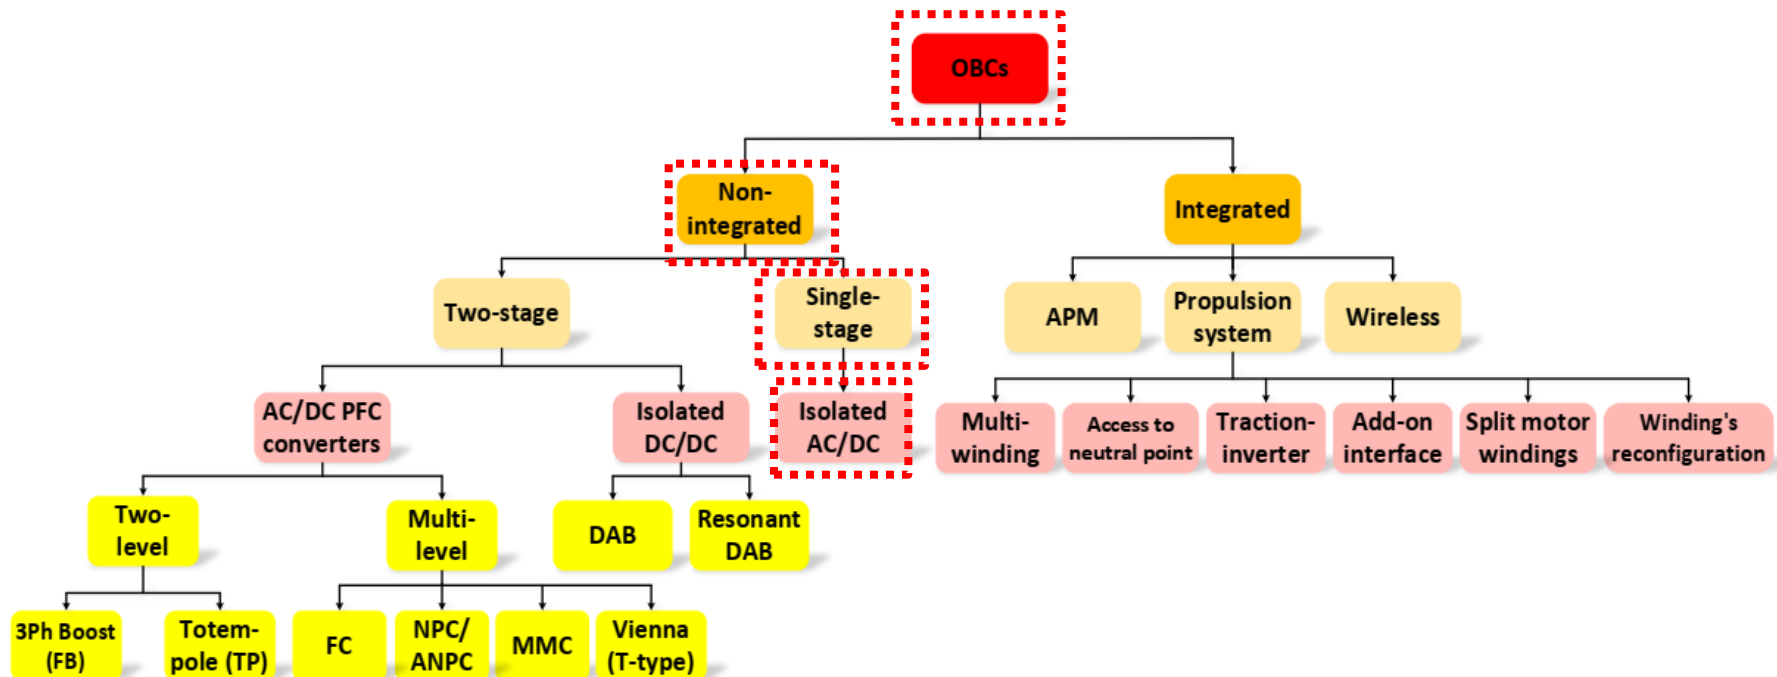 OBCs
Non-
integrated
Integrated
Two-stage
Single-
stage
APM
Propulsion
system
Wireless
AC/DC PFC
converters
Isolated
DC/DC
Isolated
AC/DC
Multi-
winding
Access to
neutral point
Traction-
inverter
Add-on
interface
Split motor
windings
Winding's
reconfiguration
Two-
level
Multi-
level
DAB
Resonant
DAB
3Ph Boost
(FB)
Totem-
pole (TP)
FC
NPC/
ANPC
MMC
Vienna
(T-type)